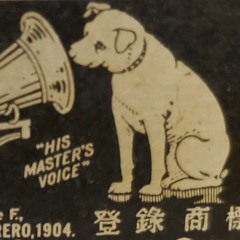 "HIS
MASTER'S
VOICE"
e F.,
RERO, 1904.
登錄商標